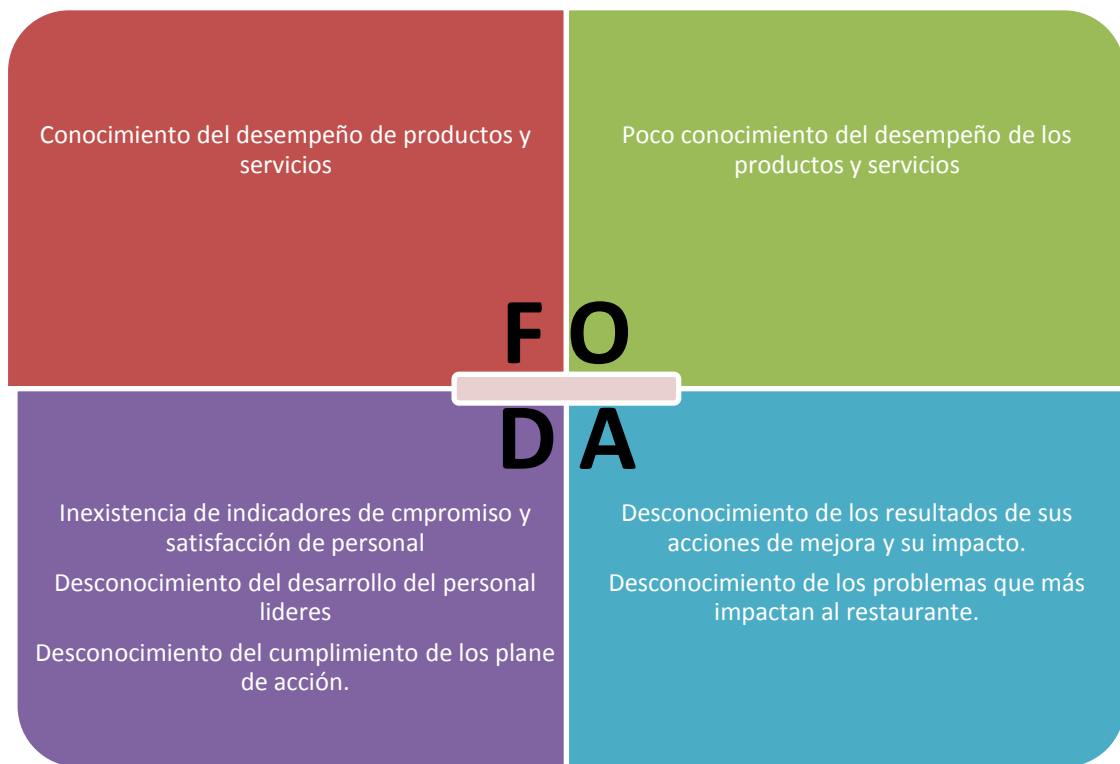 Conocimiento del desempeño de productos y
servicios
Poco conocimiento del desempeño de los
productos y servicios
F O
D A
Inexistencia de indicadores de cmpromiso y
satisfacción de personal
Desconocimiento del desarrollo del personal
lideres
Desconocimiento del cumplimiento de los plane
de acción.
Desconocimiento de los resultados de sus
acciones de mejora y su impacto.
Desconocimiento de los problemas que más
impactan al restaurante.